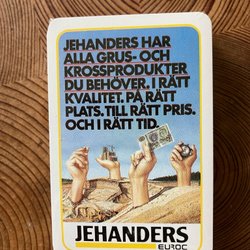 JEHANDERS HAR
ALLA GRUS- OCH
KROSSPRODUKTER
DU BEHÖVER. I RÄTT
KVALITET. PÅ RÄTT
PLATS. TILL RÄTT PRIS.
OCH I RÄTT TID.
JEHANDERS
EUROC